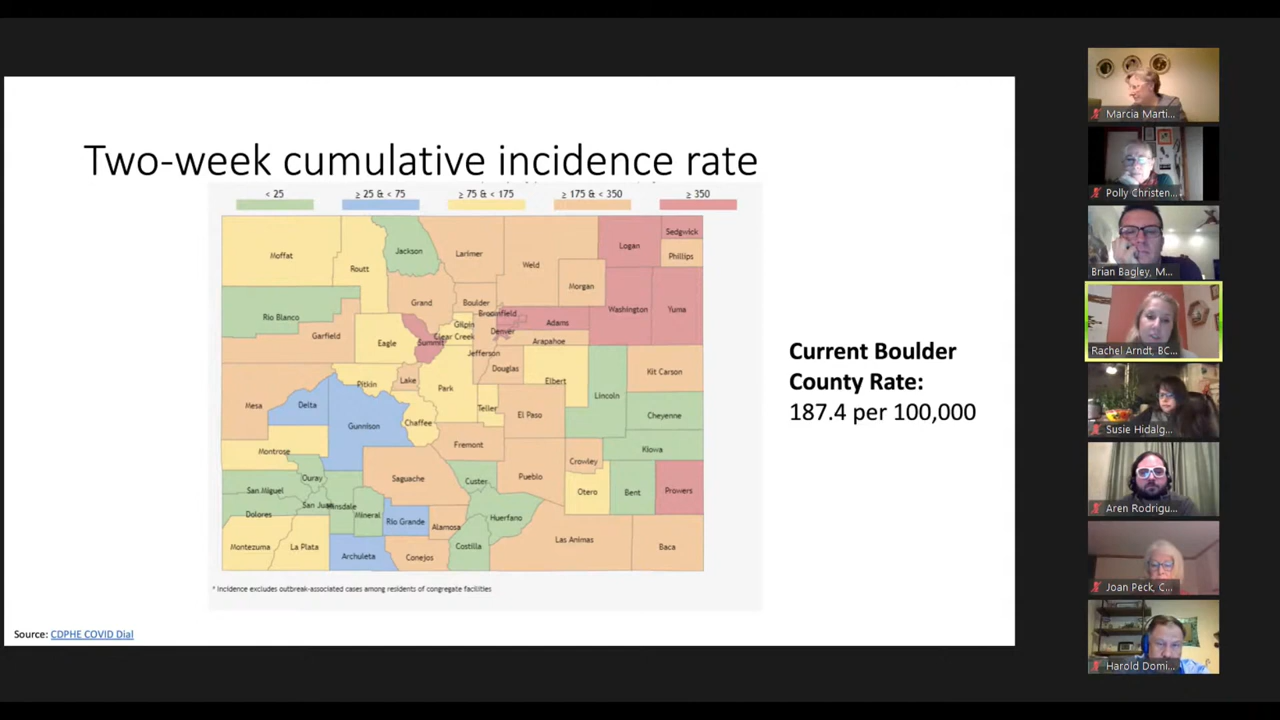 Two-week cumulative incidence rate
< 25
≥ 25 & < 75
≥ 75 & < 175
≥ 175 & < 350
≥ 350
Moffat
Routt
Jackson
Larimer
Weld
Logan
Sedgwick
Phillips
Morgan
Rio Blanco
Grand
Boulder
Broomfield
Washington
Yuma
Garfield
Eagle
Summit
Gilpin
Clear Creek
Denver
Adams
Arapahoe
Jefferson
Pitkin
Lake
Park
Douglas
Elbert
Kit Carson
Lincoln
Mesa
Delta
Gunnison
Chaffee
Teller
El Paso
Cheyenne
Montrose
Fremont
Kiowa
Ouray
Saguache
Custer
Pueblo
Crowley
Otero
Bent
Prowers
San Miguel
San Juan
Hinsdale
Mineral
Dolores
Rio Grande
Alamosa
Huerfano
Montezuma
La Plata
Archuleta
Conejos
Costilla
Las Animas
Baca
* Incidence excludes outbreak-associated cases among residents of congregate facilities
Current Boulder
County Rate:
187.4 per 100,000
Source: CDPHE COVID Dial
Marcia Marti...
Polly Christen...
Brian Bagley, M...
Rachel Arndt, BC...
Susie Hidalg...
Aren Rodrigu...
Joan Peck, C...
Harold Domi...